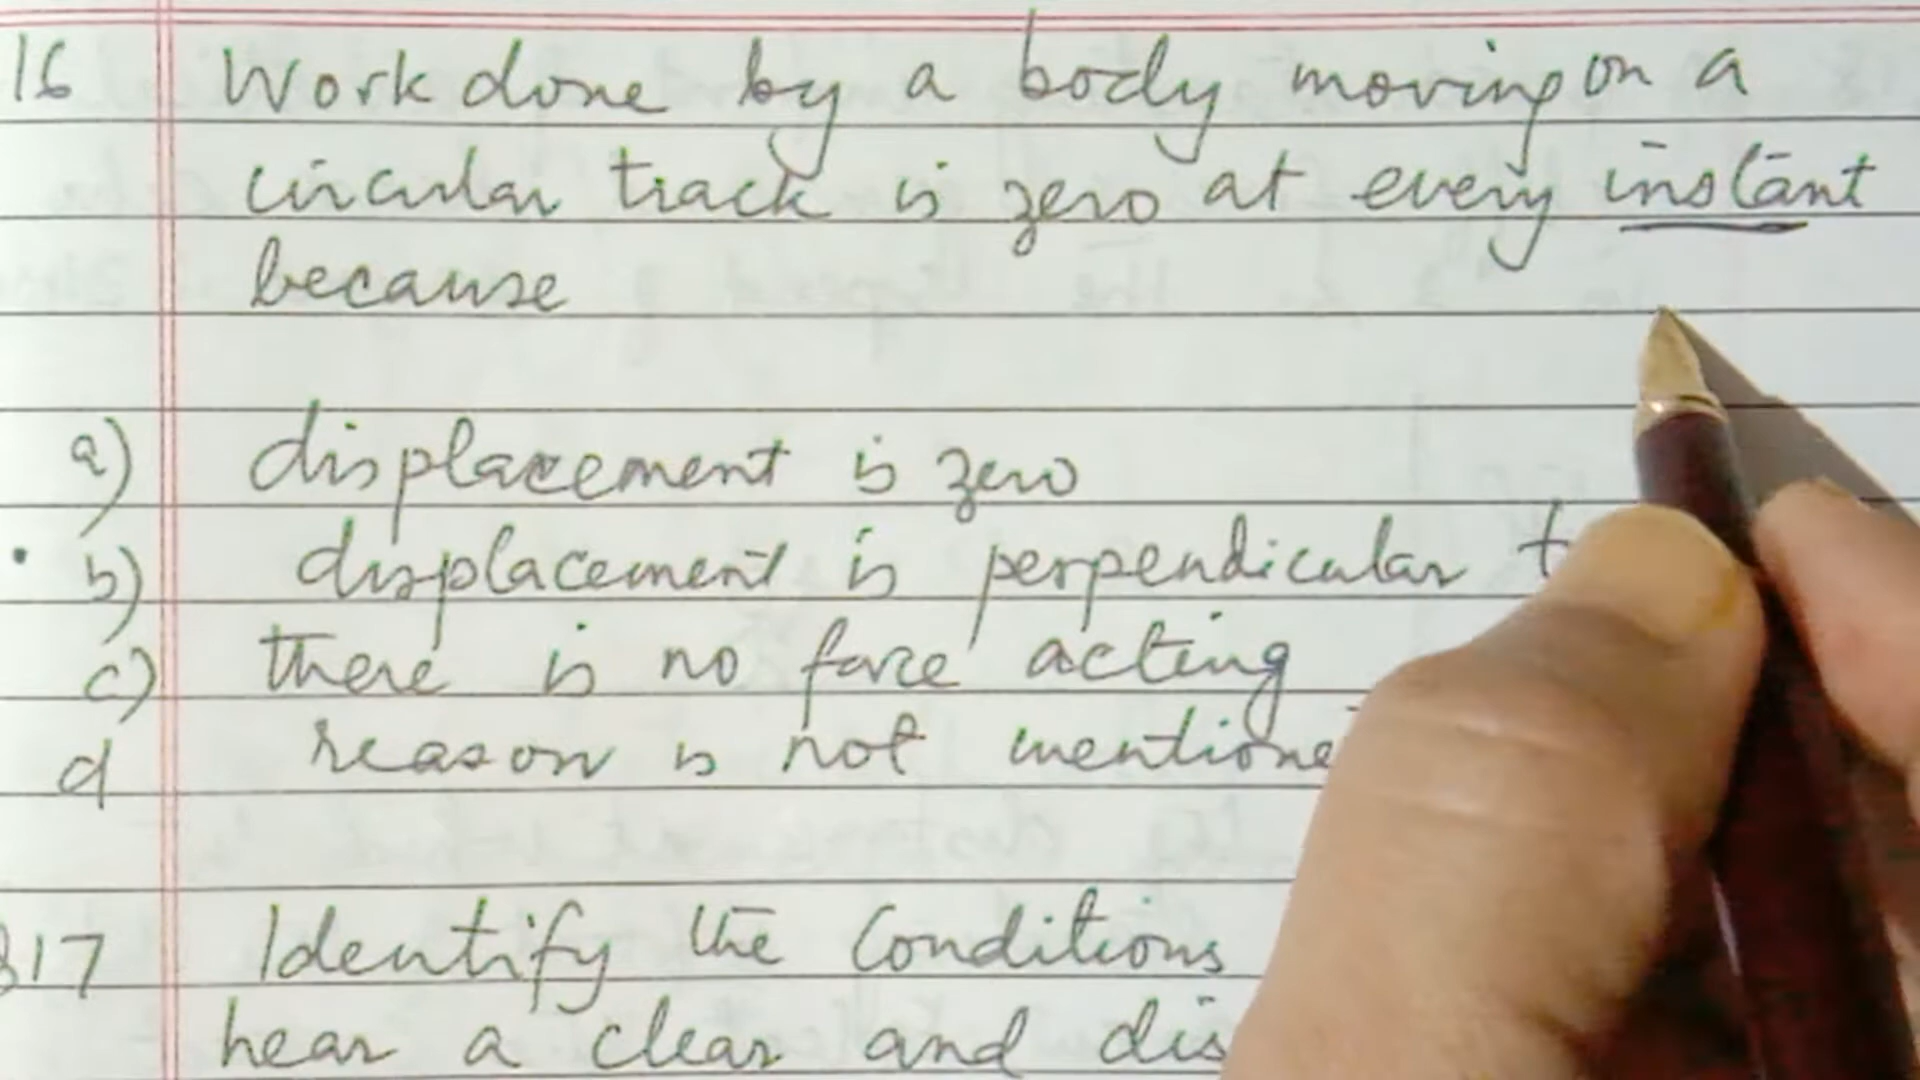 16 Work done by a body moving on a
circular track is zero at every instant
because
a) displacement is zero
b) displacement is perpendicular t
c) there is no force acting
d reason is not mentione
17 Identify the Conditions
hear a clear and dis